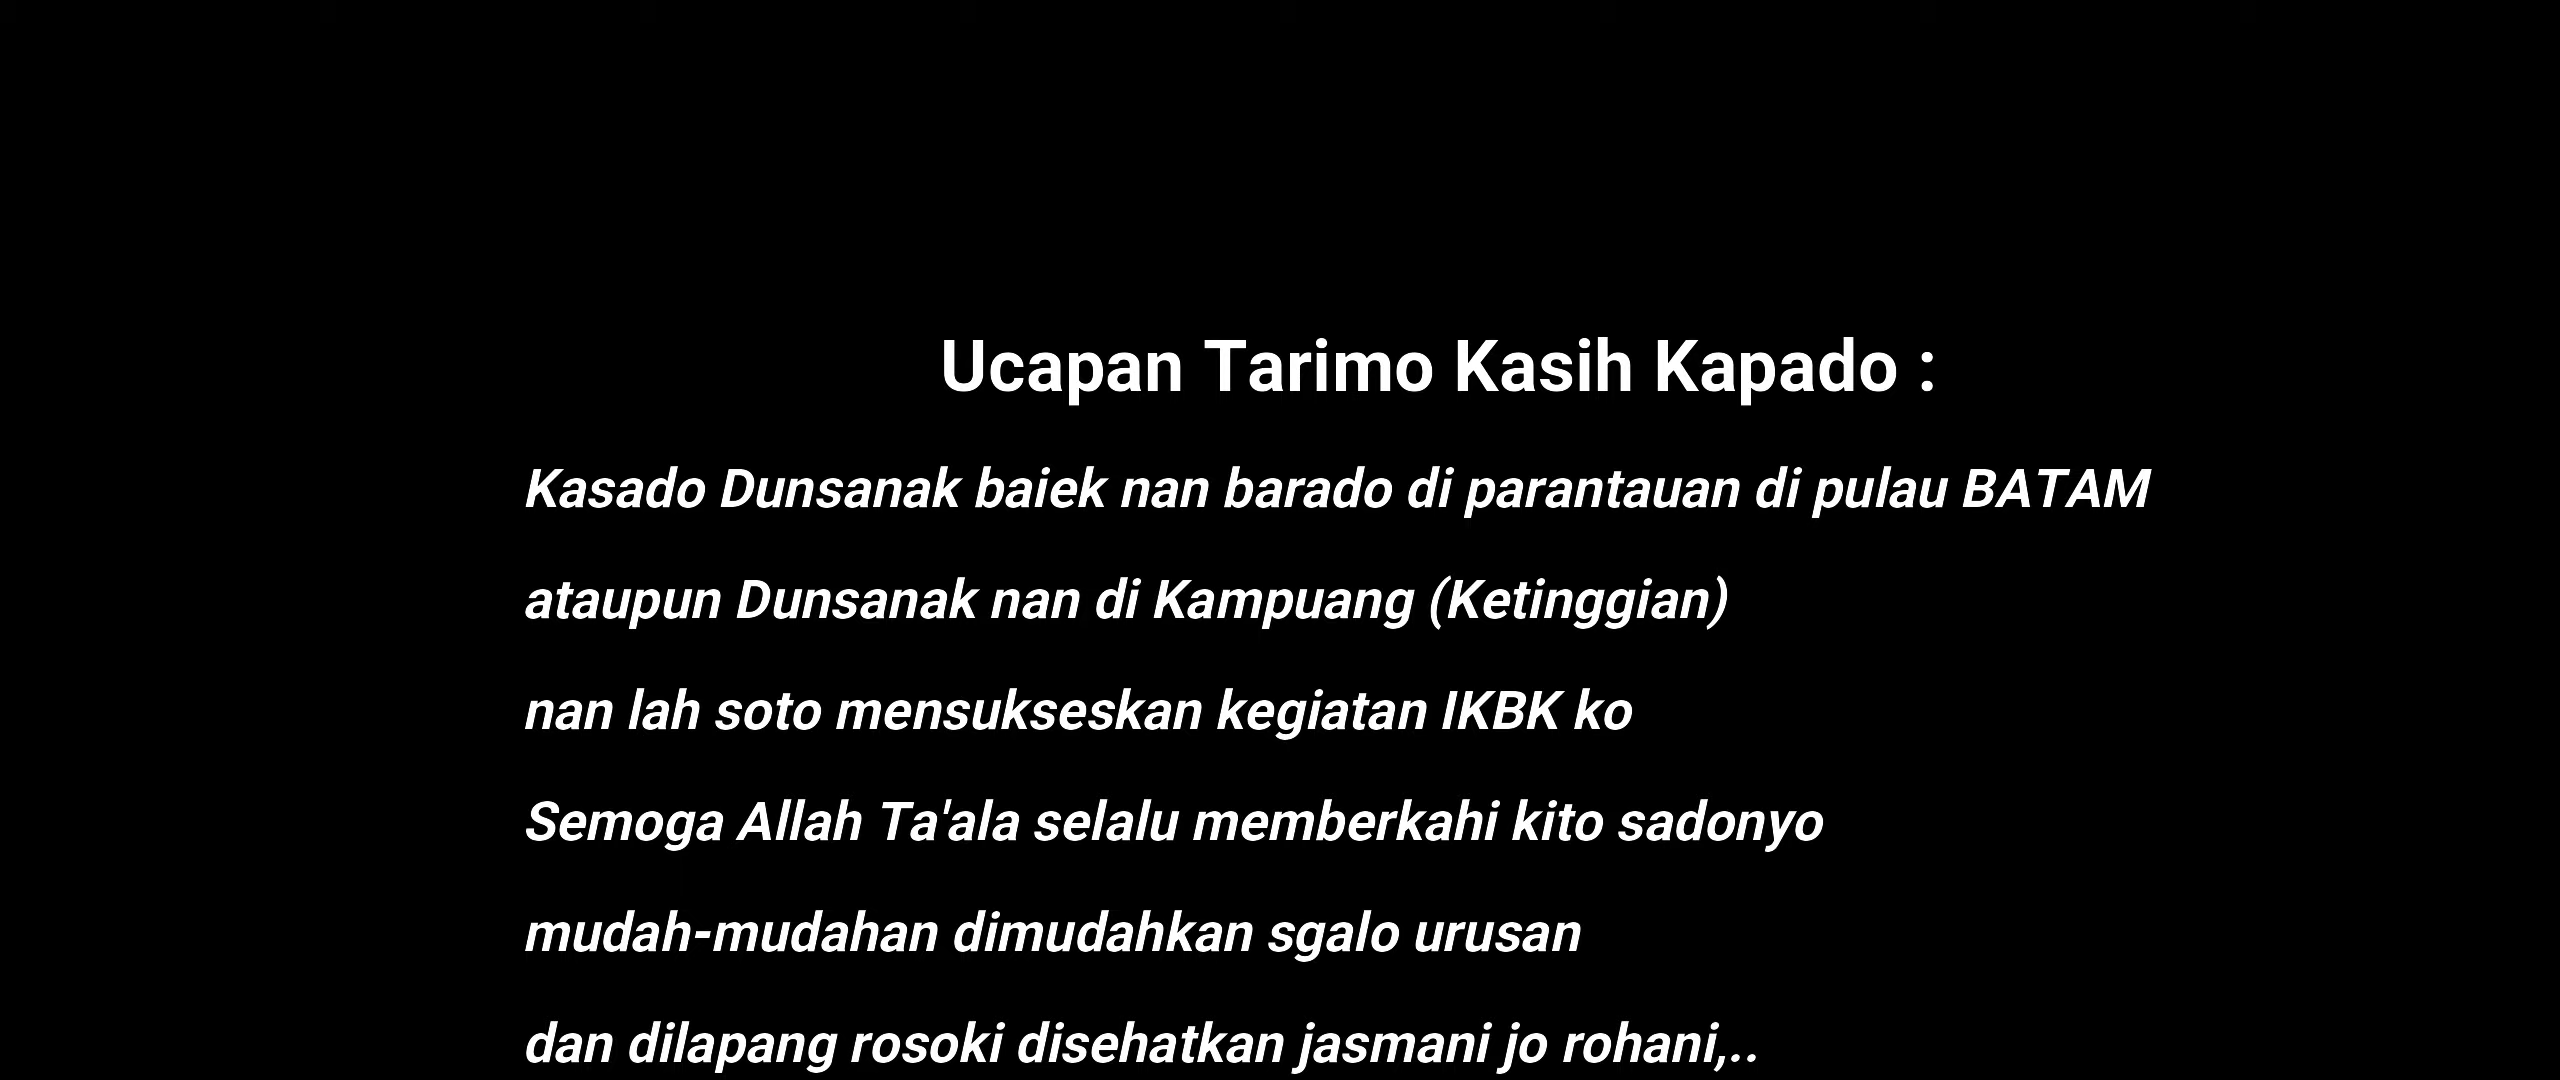 Ucapan Tarimo Kasih Kapado :
Kasado Dunsanak baiek nan barado di parantauan di pulau BATAM
ataupun Dunsanak nan di Kampuang (Ketinggian)
nan lah soto mensukseskan kegiatan IKBK ko
Semoga Allah Ta'ala selalu memberkahi kito sadonyo
mudah-mudahan dimudahkan sgalo urusan
dan dilapang rosoki disehatkan jasmani jo rohani,..